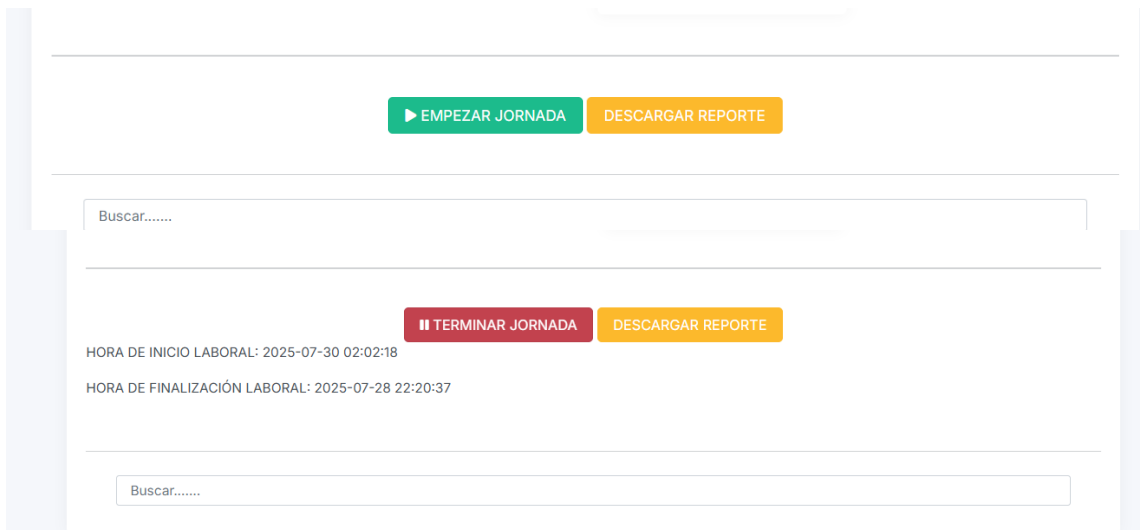 EMPEZAR JORNADA DESCARGAR REPORTE
Buscar.......
TERMINAR JORNADA DESCARGAR REPORTE
HORA DE INICIO LABORAL: 2025-07-30 02:02:18
HORA DE FINALIZACIÓN LABORAL: 2025-07-28 22:20:37
Buscar.......